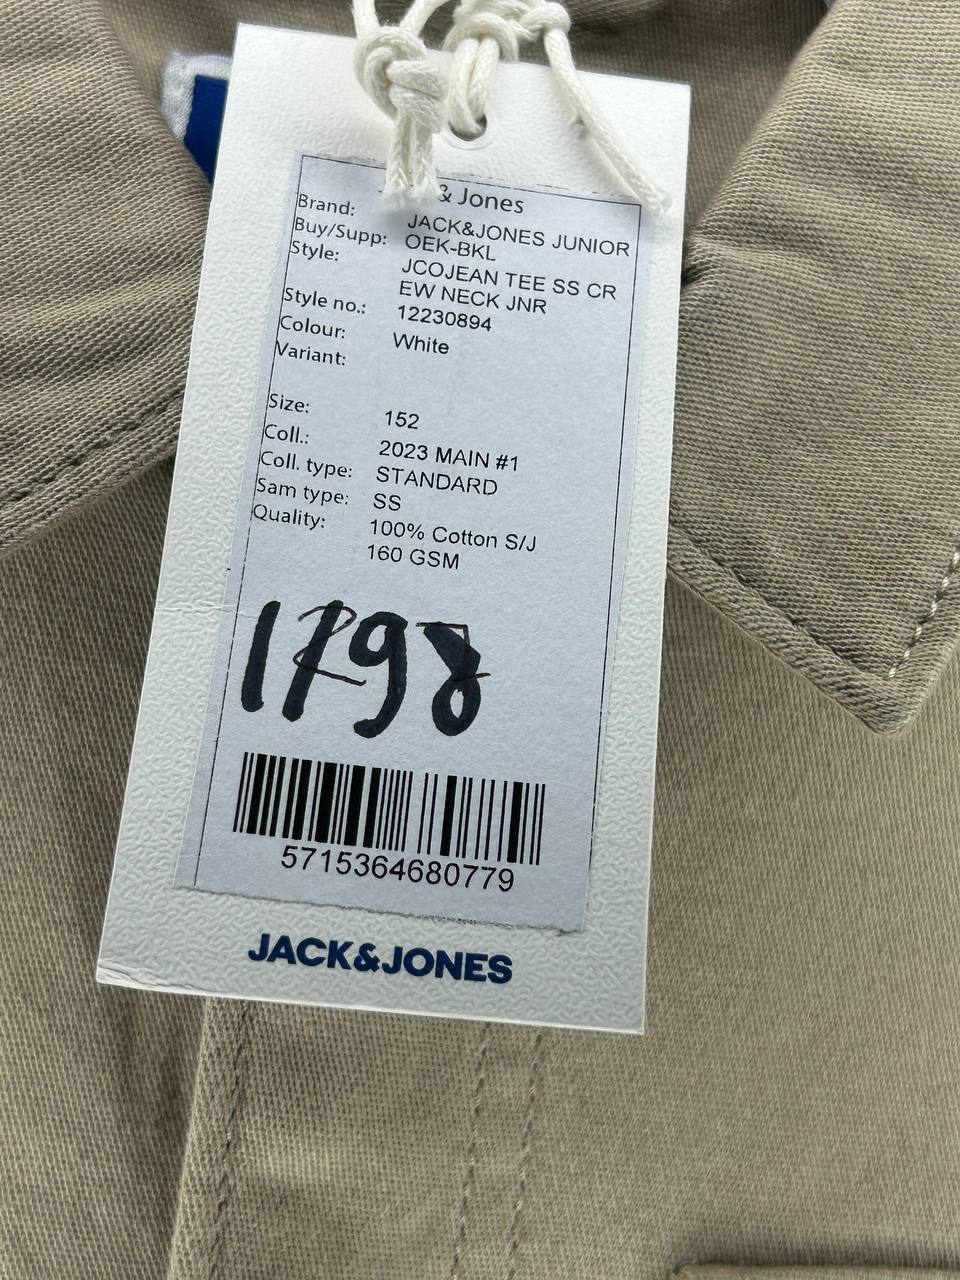 & Jones
Brand: JACK&JONES JUNIOR
Buy/Supp: OEK-BKL
Style: JCOJEAN TEE SS CR
EW NECK JNR
Style no.: 12230894
Colour: White
Variant:
Size: 152
Coll.: 2023 MAIN #1
Coll. type: STANDARD
Sam type: SS
Quality: 100% Cotton S/J
160 GSM
5715364680779
JACK&JONES